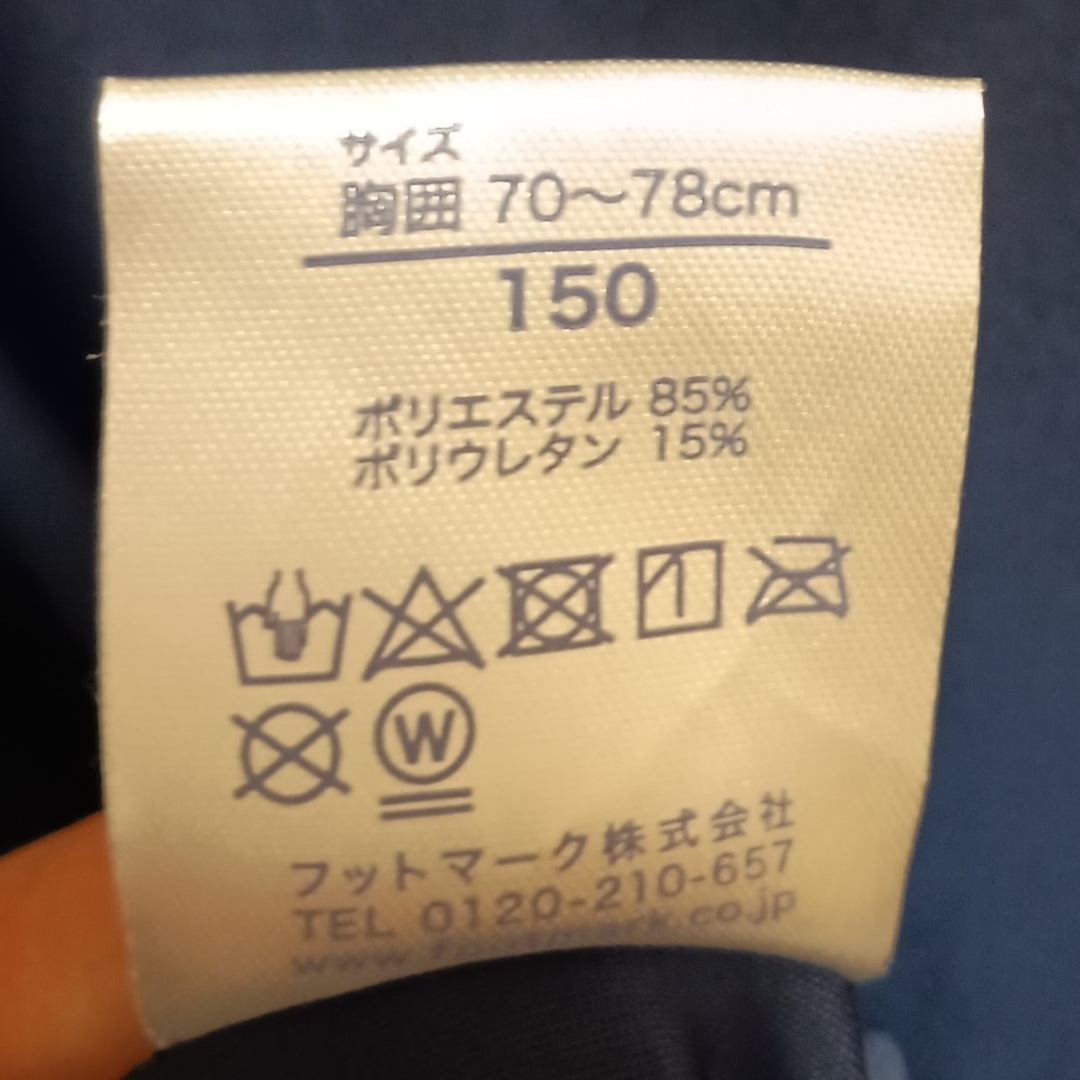 サイズ
胸囲 70〜78cm
150
ポリエステル 85%
ポリウレタン 15%
W
フットマーク株式会社
TEL 0120-210-657